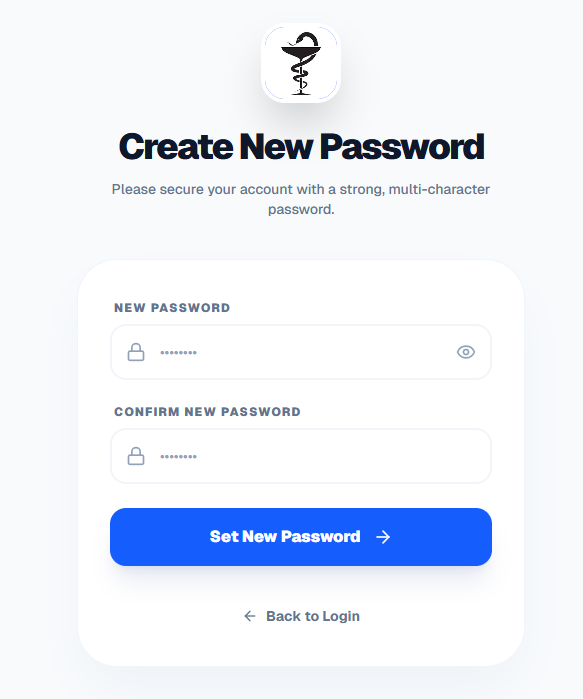 Create New Password
Please secure your account with a strong, multi-character
password.
NEW PASSWORD
••••••••
CONFIRM NEW PASSWORD
••••••••
Set New Password →
← Back to Login